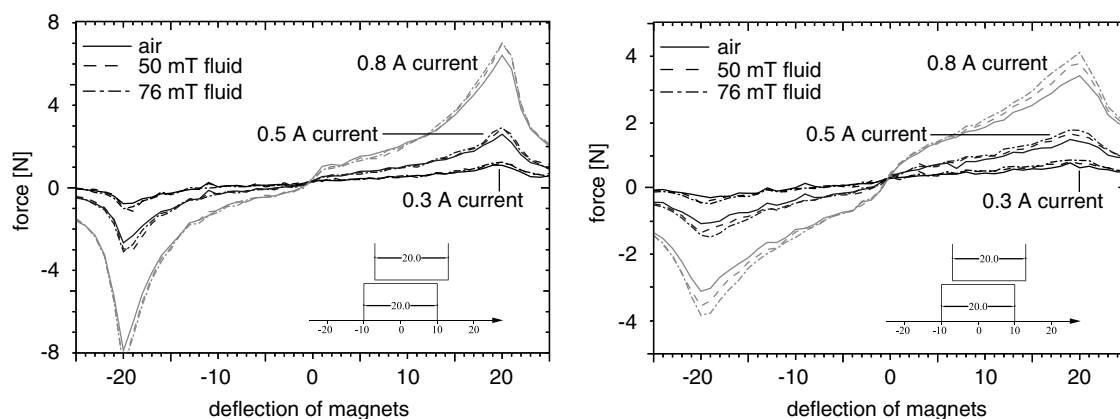 8
4
0
-4
-8
force [N]
air
50 mT fluid
76 mT fluid
0.8 A current
0.5 A current
0.3 A current
20.0
20.0
-20 -10 0 10 20
-20 -10 0 10 20
deflection of magnets
4
2
0
-2
-4
force [N]
air
50 mT fluid
76 mT fluid
0.8 A current
0.5 A current
0.3 A current
20.0
20.0
-20 -10 0 10 20
-20 -10 0 10 20
deflection of magnets